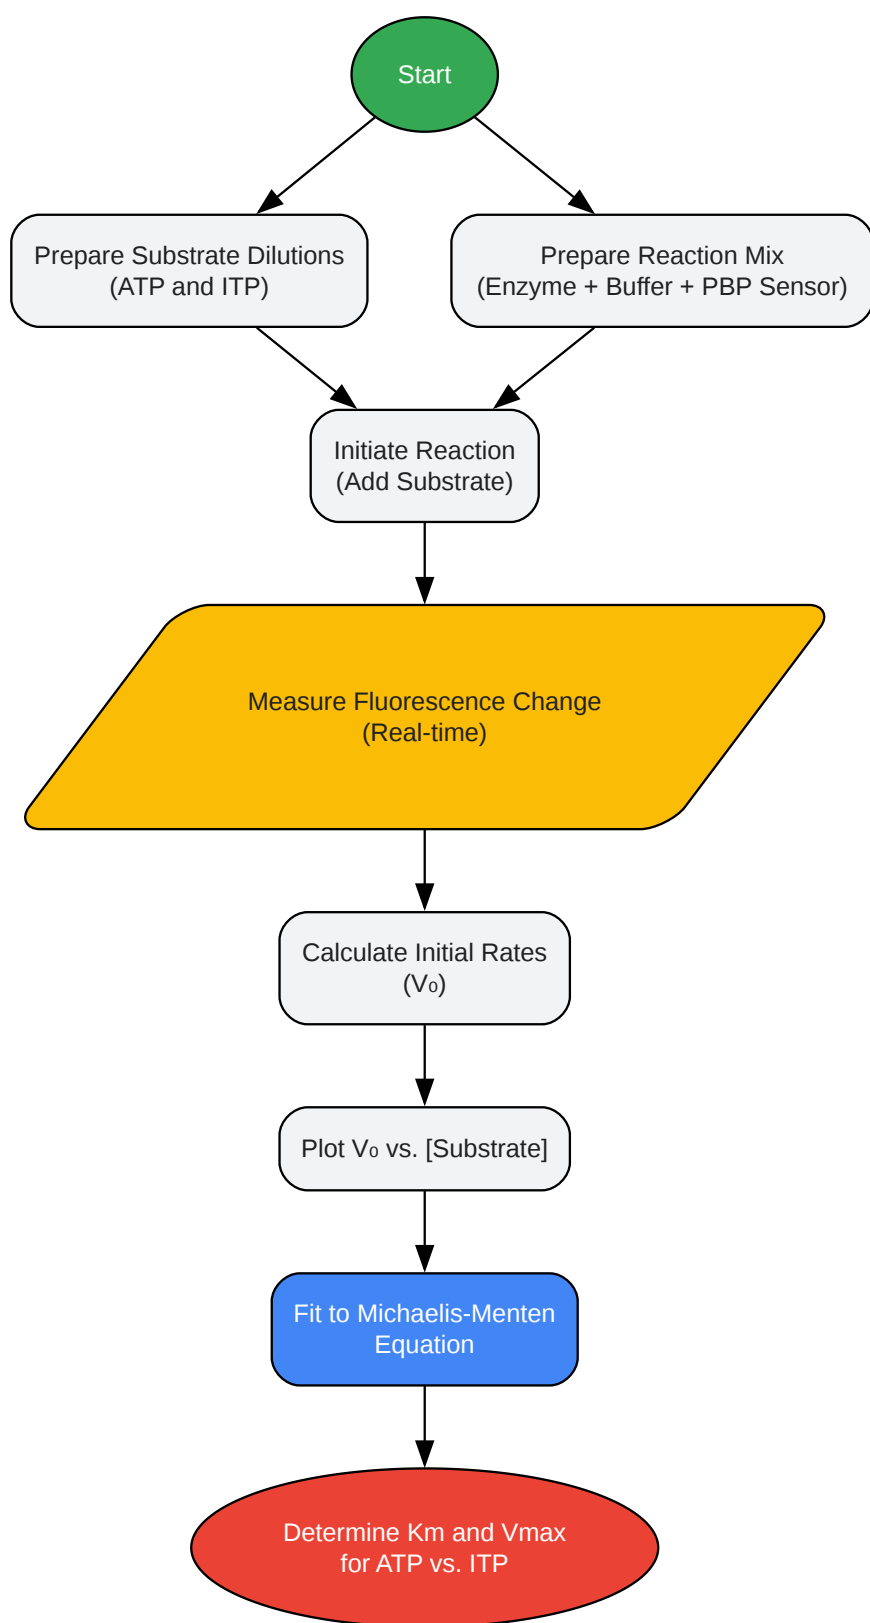 Start
Prepare Substrate Dilutions
(ATP and ITP)
Prepare Reaction Mix
(Enzyme + Buffer + PBP Sensor)
Initiate Reaction
(Add Substrate)
Measure Fluorescence Change
(Real-time)
Calculate Initial Rates
(V₀)
Plot V₀ vs. [Substrate]
Fit to Michaelis-Menten
Equation
Determine Km and Vmax
for ATP vs. ITP